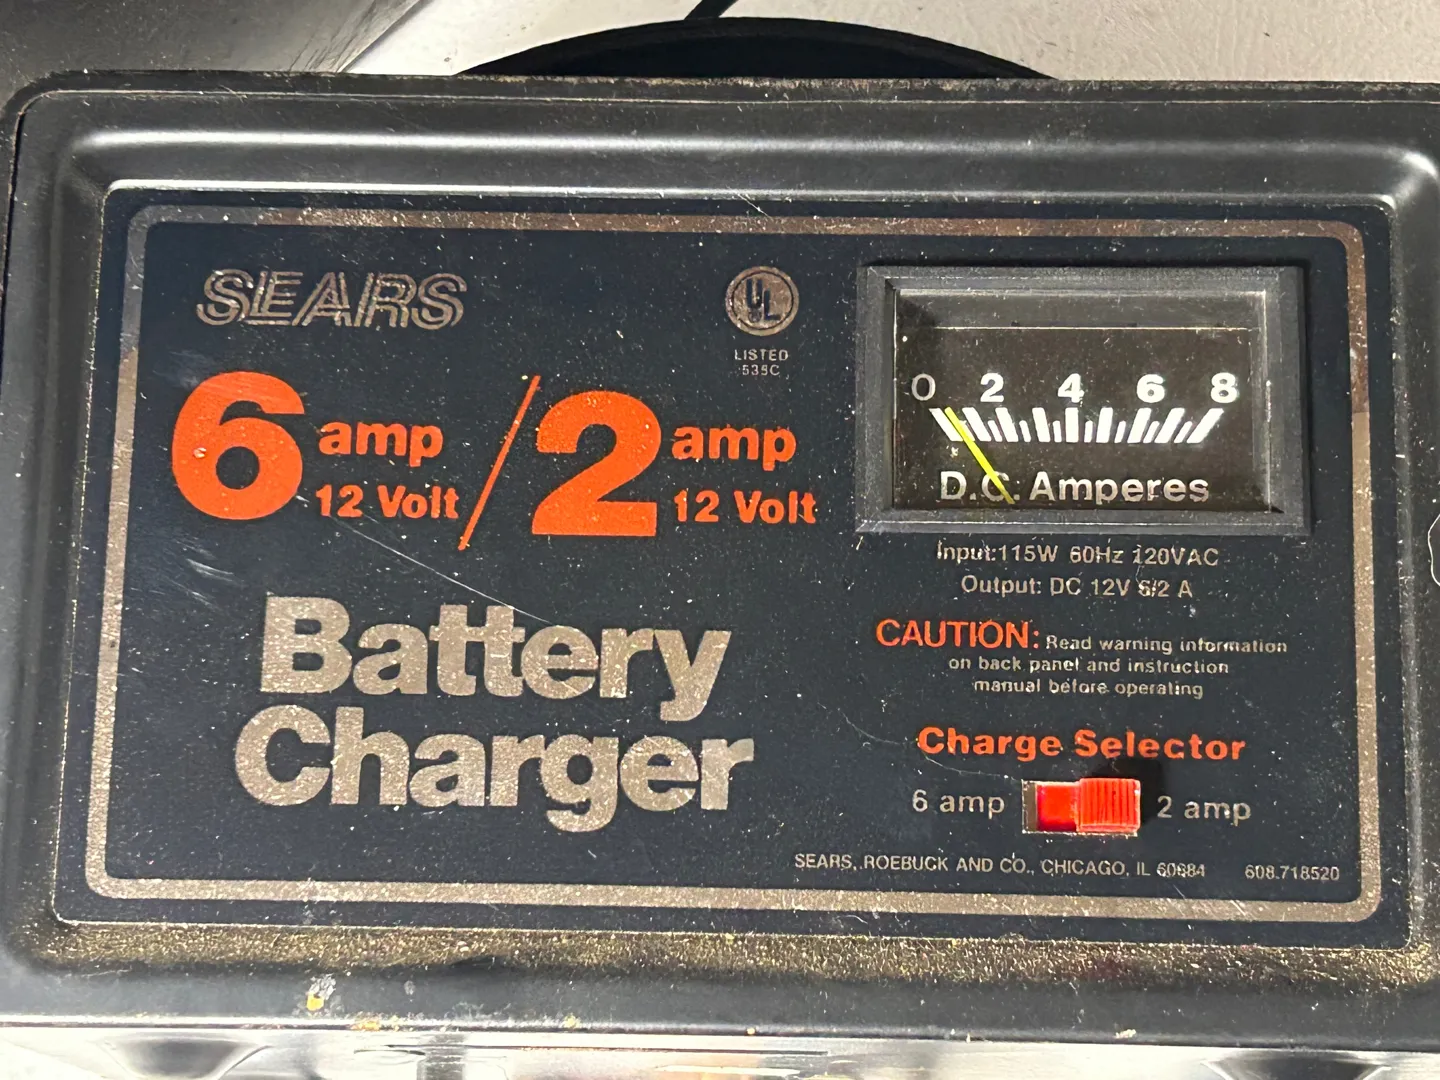 SEARS
UL
LISTED
535C
6 amp
12 Volt
/
2 amp
12 Volt
Battery
Charger
0 2 4 6 8
D.C. Amperes
Input:115W 60Hz 120VAC
Output: DC 12V 6/2 A
CAUTION: Read warning information
on back panel and instruction
manual before operating
Charge Selector
6 amp 2 amp
SEARS, ROEBUCK AND CO., CHICAGO, IL 60684 608.718520